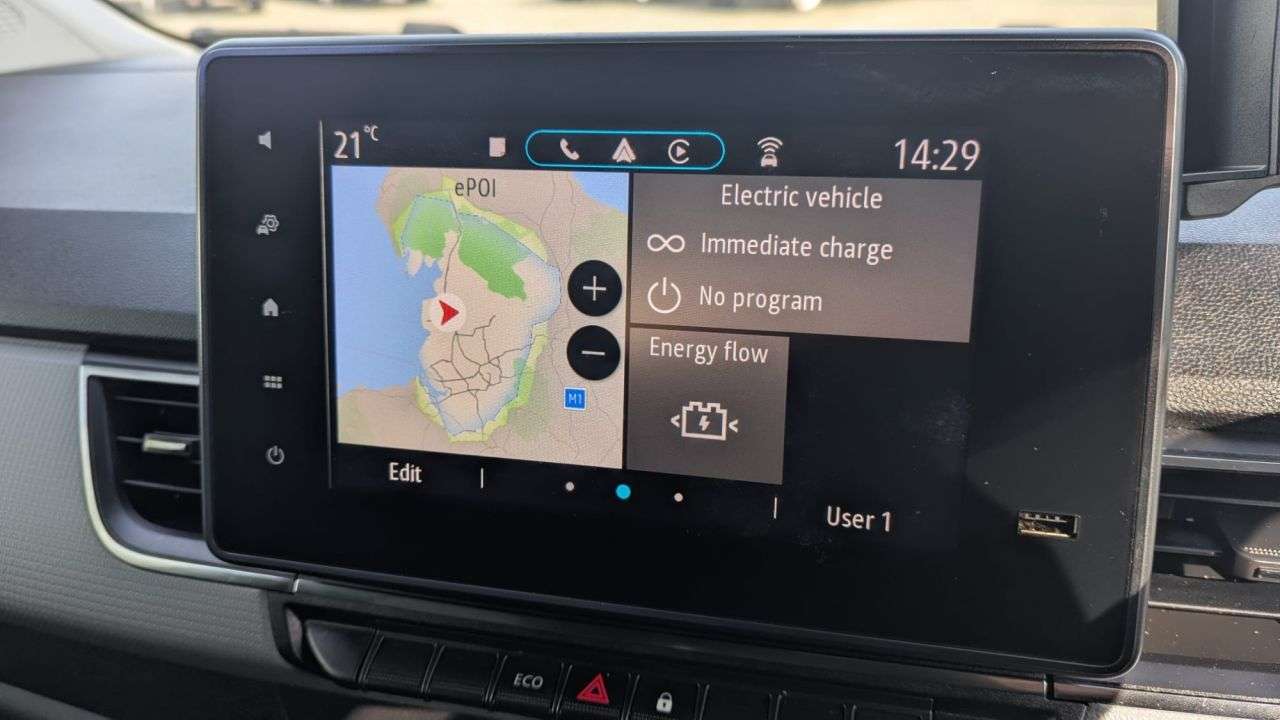 21°C
14:29
ePOI
M1
Electric vehicle
Immediate charge
No program
Energy flow
Edit
User 1
ECO